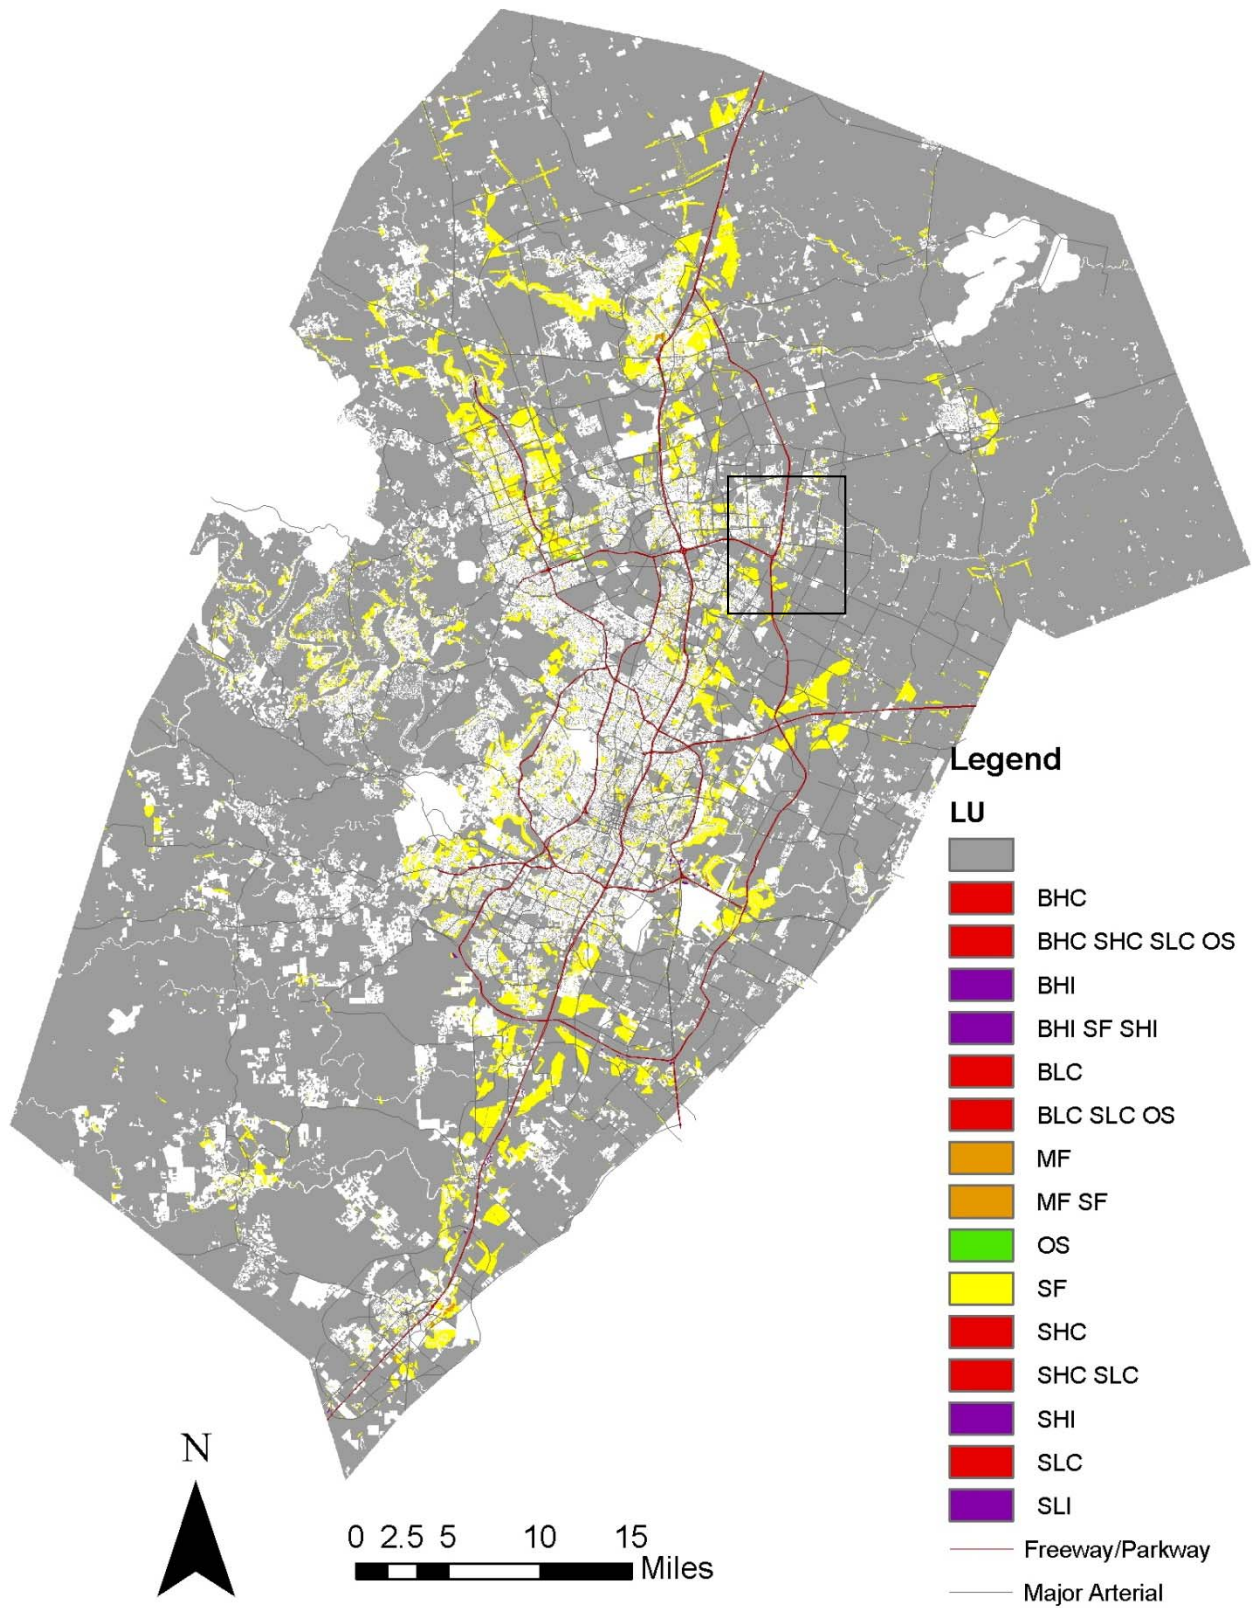 Legend
LU
BHC
BHC SHC SLC OS
BHI
BHI SF SHI
BLC
BLC SLC OS
MF
MF SF
OS
SF
SHC
SHC SLC
SHI
SLC
SLI
Freeway/Parkway
Major Arterial
N
0 2.5 5 10 15
Miles